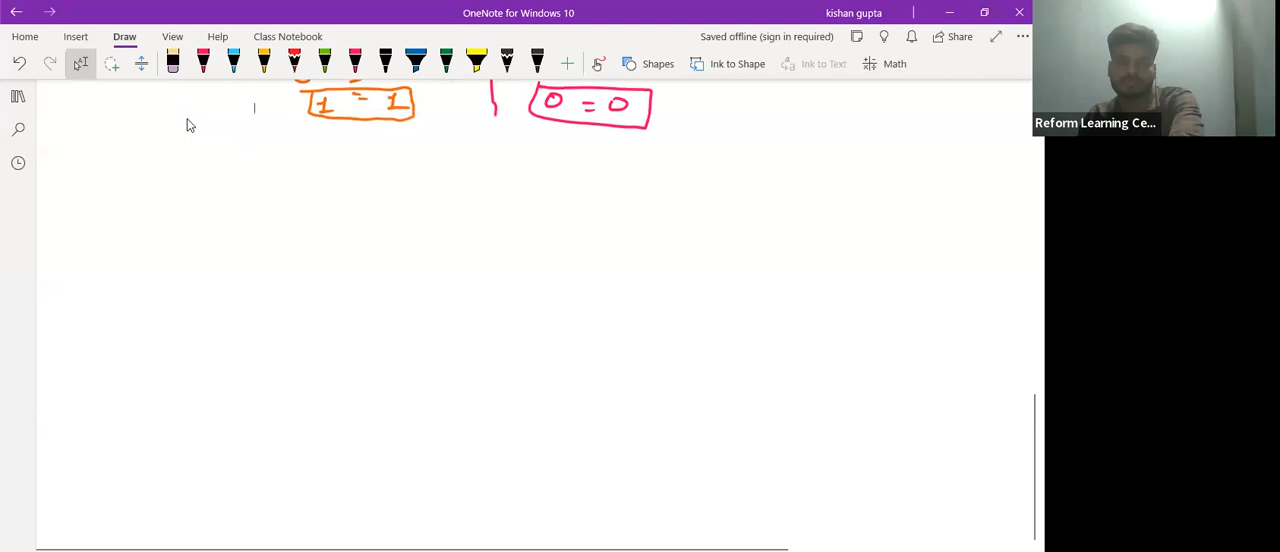 OneNote for Windows 10
kishan gupta
Home
Insert
Draw
View
Help
Class Notebook
Saved offline (sign in required)
Share
Shapes
Ink to Shape
Ink to Text
Math
1 = 1
0 = 0
Reform Learning Ce...